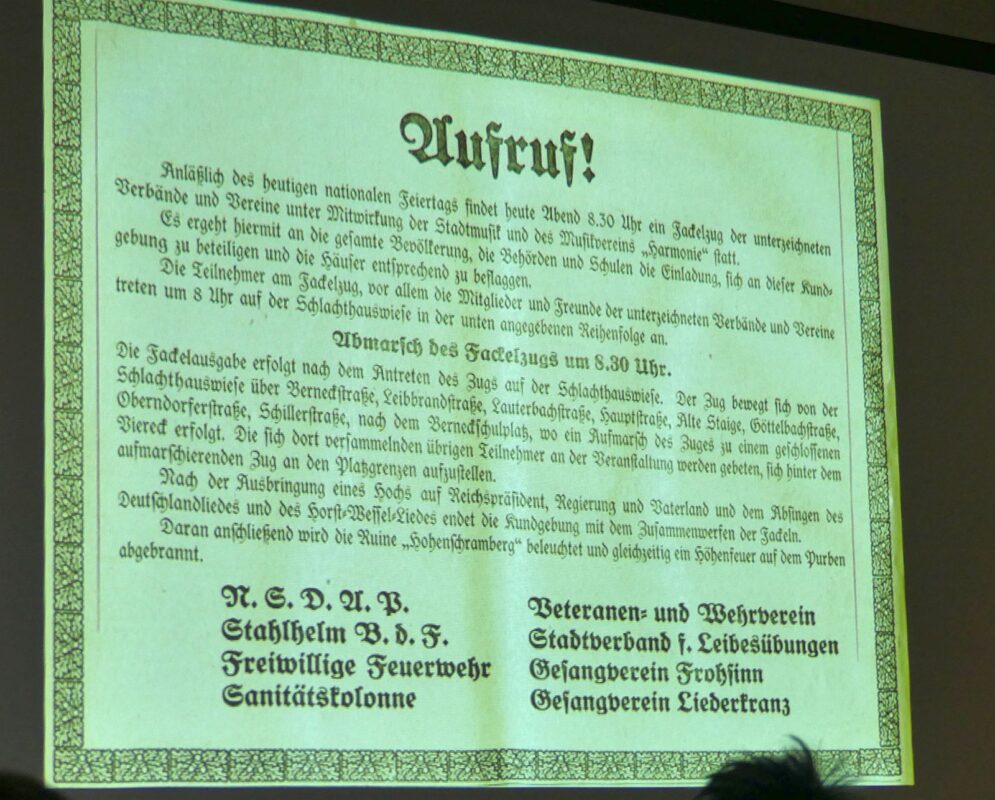 Aufruf!
Anläßlich des heutigen nationalen Feiertags findet heute Abend 8.30 Uhr ein Fackelzug der unterzeichneten
Verbände und Vereine unter Mitwirkung der Stadtmusik und des Musikvereins „Harmonie“ statt.
Es ergeht hiermit an die gesamte Bevölkerung, die Behörden und Schulen die Einladung, sich an dieser Kund-
gebung zu beteiligen und die Häuser entsprechend zu beflaggen.
Die Teilnehmer am Fackelzug, vor allem die Mitglieder und Freunde der unterzeichneten Verbände und Vereine
treten um 8 Uhr auf der Schlachthauswiese in der unten angegebenen Reihenfolge an.
Abmarsch des Fackelzugs um 8.30 Uhr.
Die Fackelausgabe erfolgt nach dem Antreten des Zugs auf der Schlachthauswiese. Der Zug bewegt sich von der
Schlachthauswiese über Berneckstraße, Leibbrandstraße, Lauterbachstraße, Hauptstraße, Alte Staige, Göttelbachstraße,
Oberndorferstraße, Schillerstraße, nach dem Berneckschulplatz, wo ein Aufmarsch des Zuges zu einem geschlossenen
Viereck erfolgt. Die sich dort versammelnden übrigen Teilnehmer an der Veranstaltung werden gebeten, sich hinter dem
aufmarschierenden Zug an den Platzgrenzen aufzustellen.
Nach der Ausbringung eines Hochs auf Reichspräsident, Regierung und Vaterland und dem Absingen des
Deutschlandliedes und des Horst-Wessel-Liedes endet die Kundgebung mit dem Zusammenwerfen der Fackeln.
Daran anschließend wird die Ruine „Hohenschramberg“ beleuchtet und gleichzeitig ein Höhenfeuer auf dem Purben
abgebrannt.
N. S. D. A. P.
Stahlhelm B. d. F.
Freiwillige Feuerwehr
Sanitätskolonne
Veteranen- und Wehrverein
Stadtverband f. Leibesübungen
Gesangverein Frohsinn
Gesangverein Liederkranz